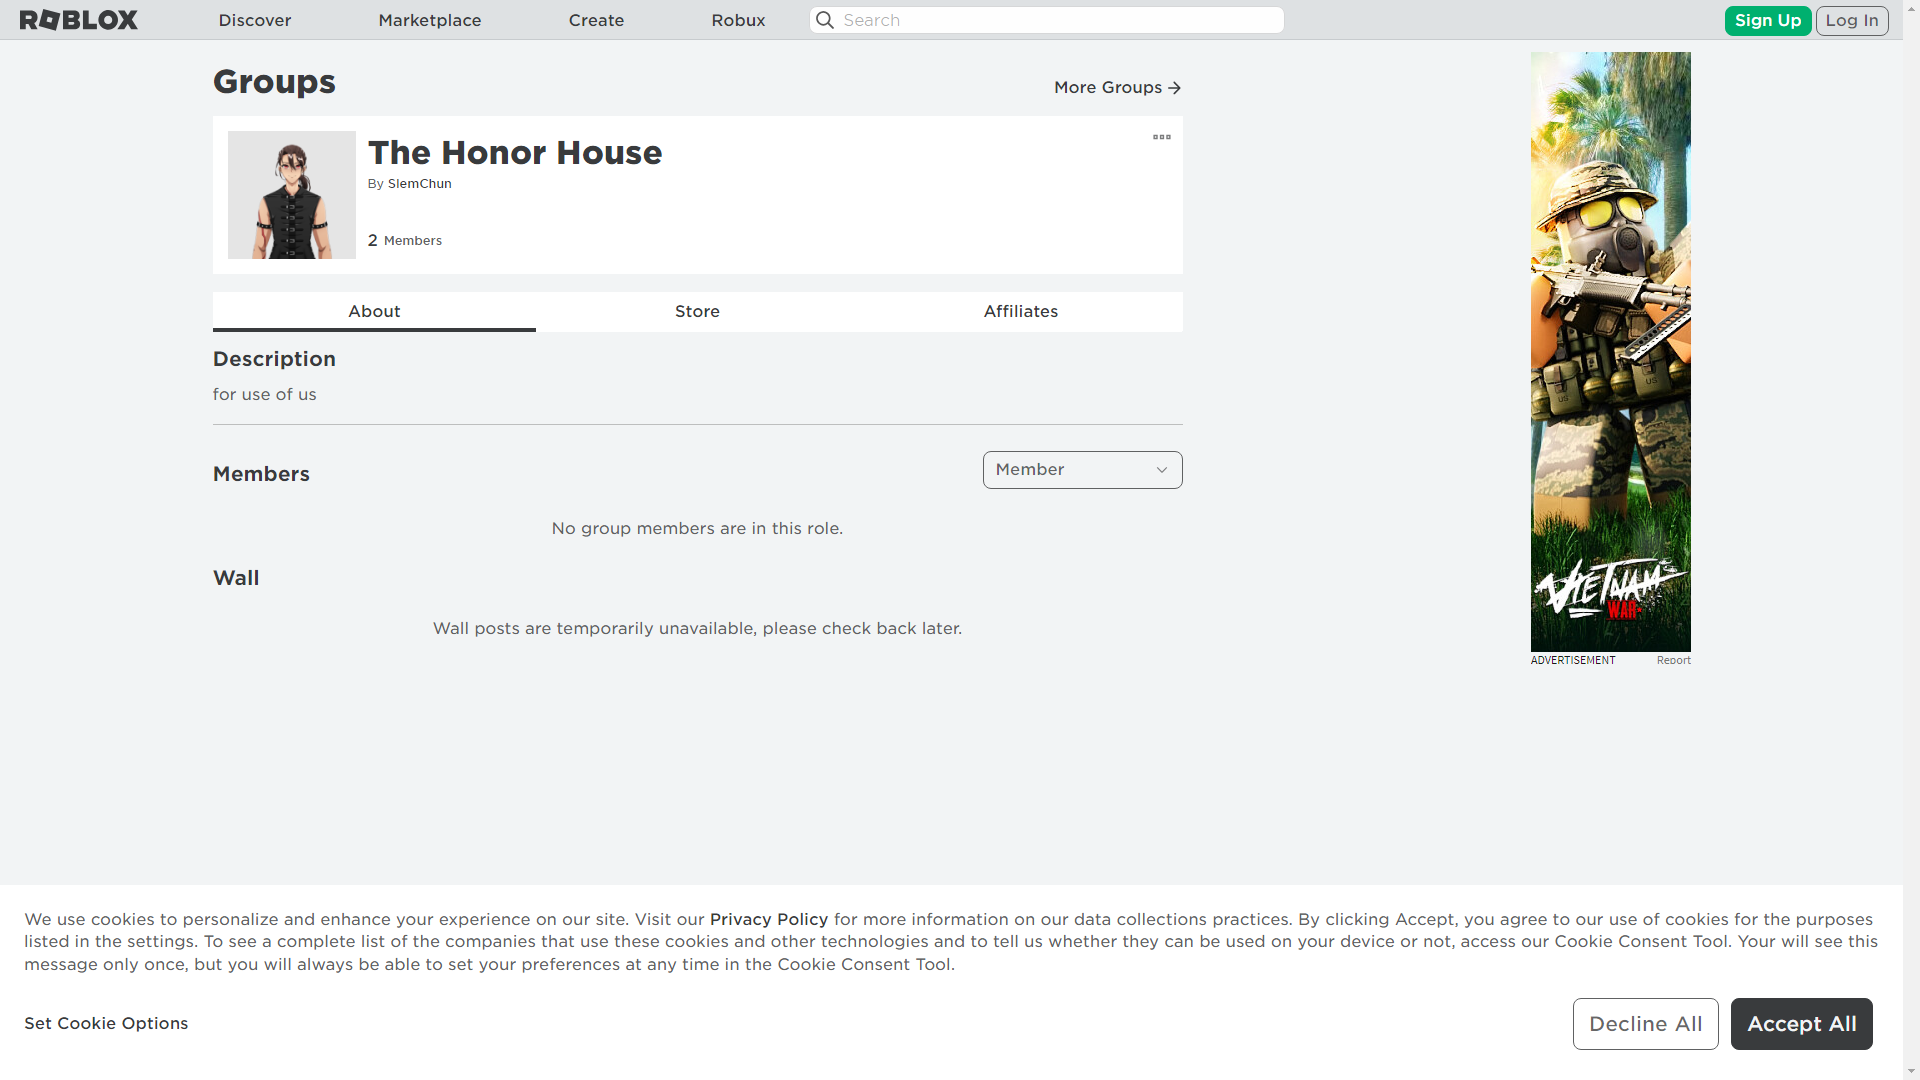 ROBLOX
Discover
Marketplace
Create
Robux
Search
Sign Up
Log In
Groups
More Groups
The Honor House
By SlemChun
2 Members
About
Store
Affiliates
Description
for use of us
Members
Member
No group members are in this role.
Wall
Wall posts are temporarily unavailable, please check back later.
US
US
VIETNAM
WAR
ADVERTISEMENT
Report
We use cookies to personalize and enhance your experience on our site. Visit our Privacy Policy for more information on our data collections practices. By clicking Accept, you agree to our use of cookies for the purposes
listed in the settings. To see a complete list of the companies that use these cookies and other technologies and to tell us whether they can be used on your device or not, access our Cookie Consent Tool. Your will see this
message only once, but you will always be able to set your preferences at any time in the Cookie Consent Tool.
Set Cookie Options
Decline All
Accept All